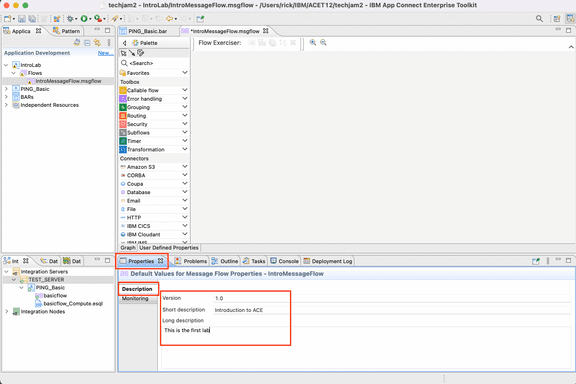 techjam2 - IntroLab/IntroMessageFlow.msgflow - /Users/rick/IBM/ACET12/techjam2 - IBM App Connect Enterprise Toolkit
Applica
Pattern
Application Development
New...
IntroLab
Flows
IntroMessageFlow.msgflow
PING_Basic
BARs
Independent Resources
PING_Basic.bar
*IntroMessageFlow.msgflow
Palette
<Search>
Favorites
Toolbox
Callable flow
Error handling
Grouping
Routing
Security
Subflows
Timer
Transformation
Connectors
Amazon S3
CORBA
Coupa
Database
Email
File
HTTP
IBM CICS
IBM Cloudant
IBM IMS
Flow Exerciser:
Graph
User Defined Properties
Int
Dat
Dat
Integration Servers
TEST_SERVER
PING_Basic
basicflow
basicflow_Compute.esql
Integration Nodes
Properties
Problems
Outline
Tasks
Console
Deployment Log
Default Values for Message Flow Properties - IntroMessageFlow
Description
Monitoring
Version
1.0
Short description
Introduction to ACE
Long description
This is the first lab